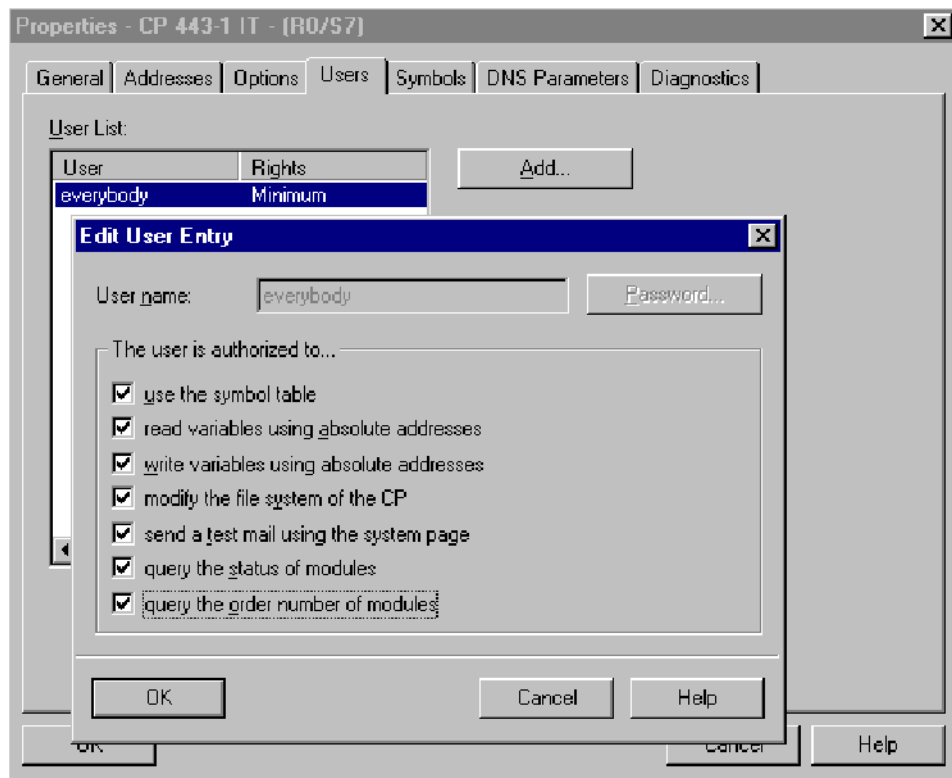 Properties - CP 443-1 IT - (R0/S7)
General Addresses Options Users Symbols DNS Parameters Diagnostics
User List:
User Rights
Add...
everybody Minimum
Edit User Entry
User name: everybody Password...
The user is authorized to...
use the symbol table
read variables using absolute addresses
write variables using absolute addresses
modify the file system of the CP
send a test mail using the system page
query the status of modules
query the order number of modules
OK Cancel Help
OK Cancel Help